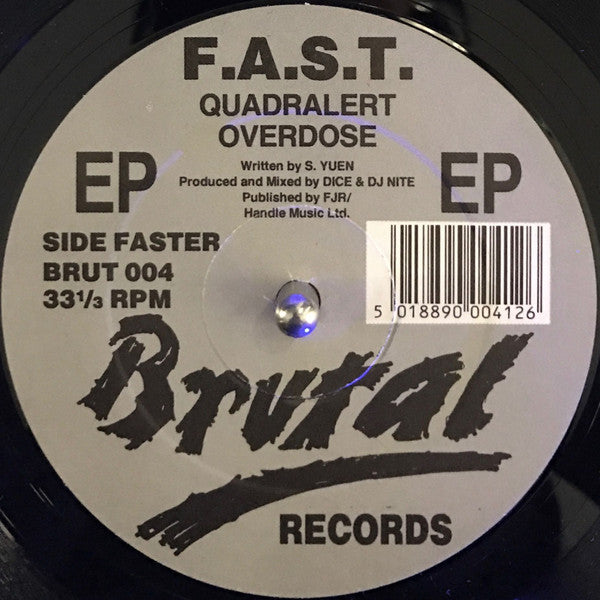 F.A.S.T.
QUADRALERT
OVERDOSE
EP
EP
Written by S. YUEN
Produced and Mixed by DICE & DJ NITE
Published by FJR/
Handle Music Ltd.
SIDE FASTER
BRUT 004
33⅓ RPM
5 018890 004126
Brutal
RECORDS